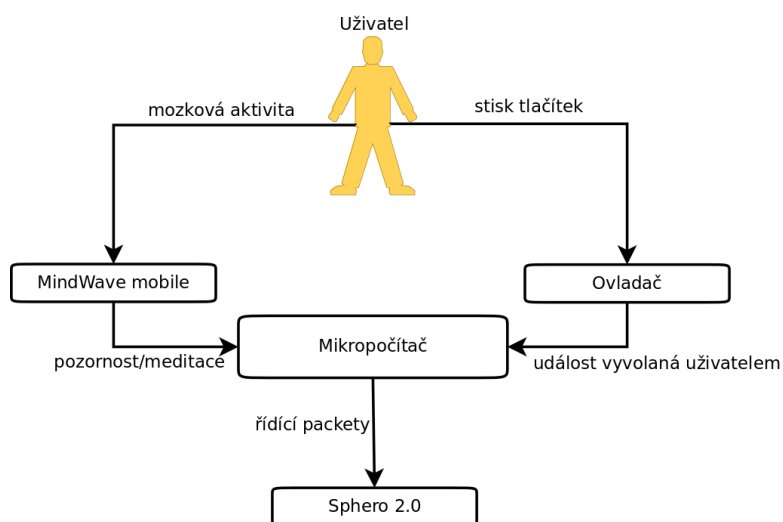 Uživatel
mozková aktivita
stisk tlačítek
MindWave mobile
Ovladač
Mikropočítač
pozornost/meditace
událost vyvolaná uživatelem
řídící packety
Sphero 2.0